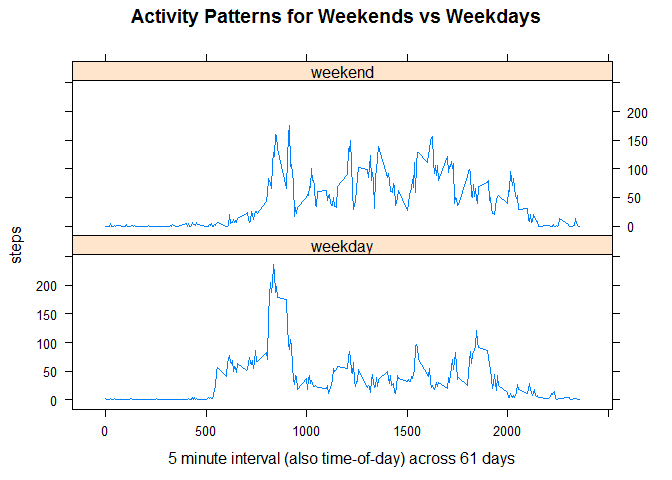 Activity Patterns for Weekends vs Weekdays
weekend
200
150
100
50
0
steps
weekday
200
150
100
50
0
0 500 1000 1500 2000
5 minute interval (also time-of-day) across 61 days